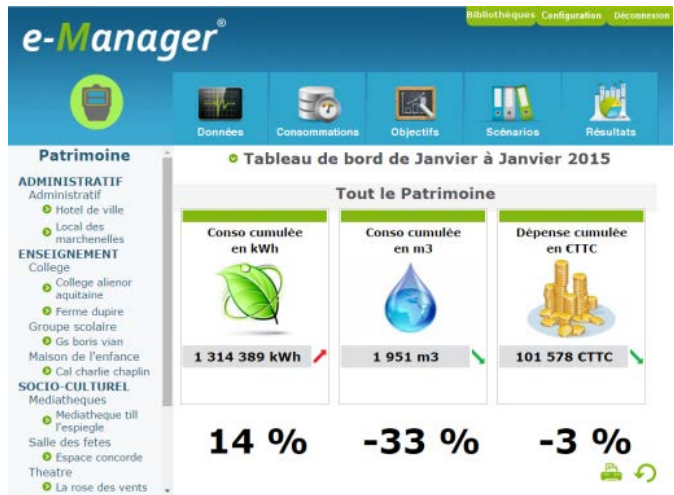 Bibliothèques Configuration Déconnexion
e-Manager®
Données Consommations Objectifs Scénarios Résultats
Patrimoine
ADMINISTRATIF
Administratif
Hotel de ville
Local des
marchenelles
ENSEIGNEMENT
College
College alienor
aquitaine
Ferme dupire
Groupe scolaire
Gs boris vian
Maison de l'enfance
Cal charlie chaplin
SOCIO-CULTUREL
Mediatheques
Mediatheque till
l'espiegle
Salle des fetes
Espace concorde
Theatre
La rose des vents
Tableau de bord de Janvier à Janvier 2015
Tout le Patrimoine
Conso cumulée
en kWh
1 314 389 kWh
14 %
Conso cumulée
en m3
1 951 m3
-33 %
Dépense cumulée
en €TTC
101 578 €TTC
-3 %